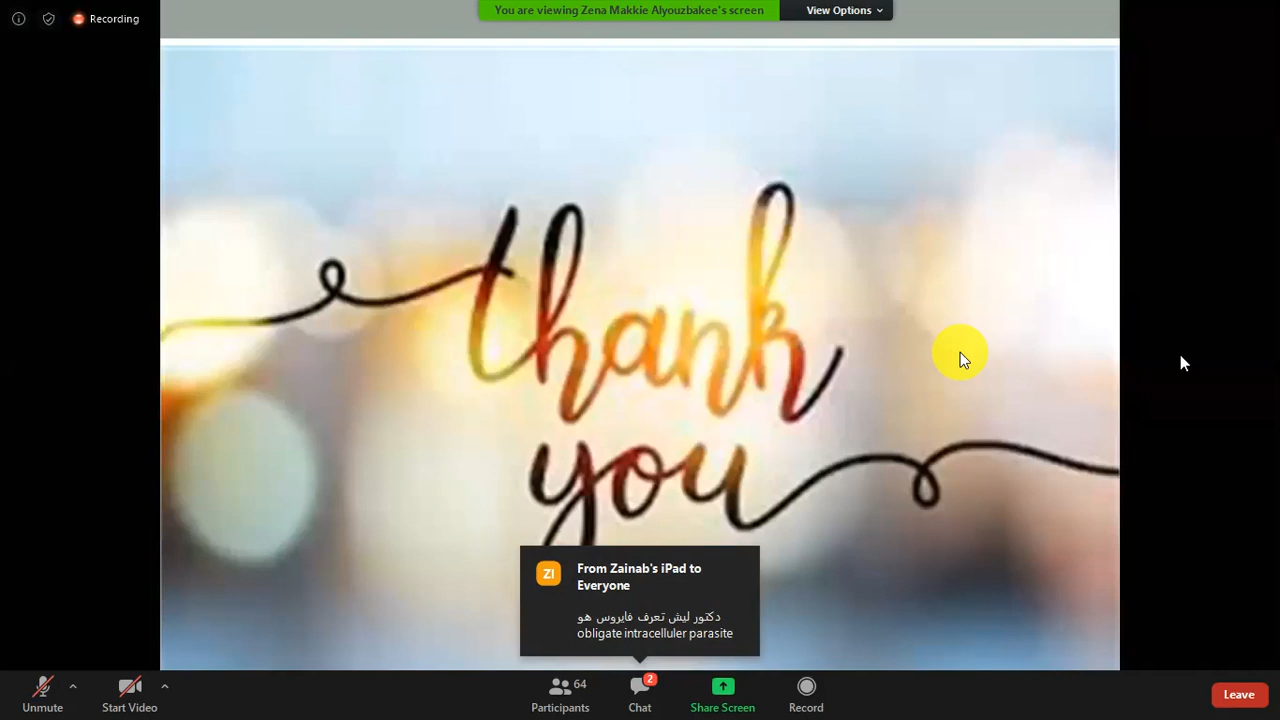 Recording
You are viewing Zena Makkie Alyouzbakee's screen
View Options
thank
you
ZI
From Zainab's iPad to
Everyone
دكتور ليش تعرف فايروس هو
obligate intracelluler parasite
Unmute
Start Video
64
Participants
2
Chat
Share Screen
Record
Leave